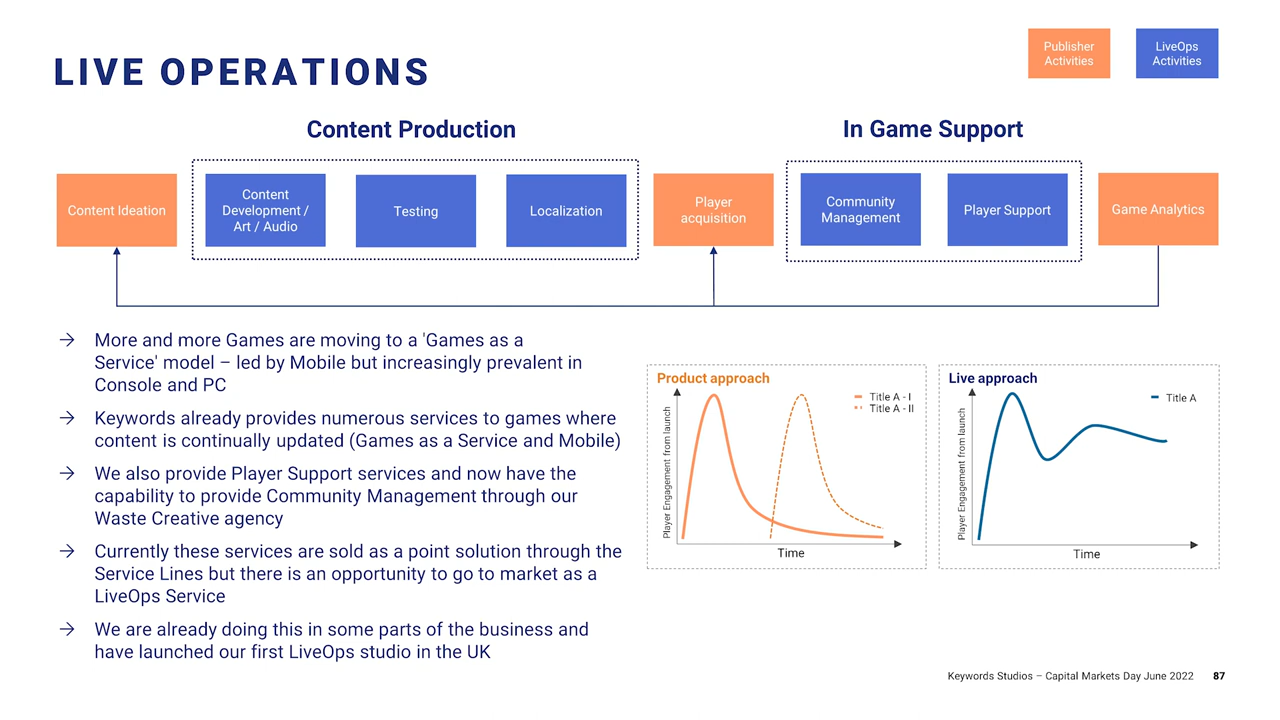 LIVE OPERATIONS
Publisher
Activities
LiveOps
Activities
Content Production
In Game Support
Content Ideation
Content
Development /
Art / Audio
Testing
Localization
Player
acquisition
Community
Management
Player Support
Game Analytics
→ More and more Games are moving to a 'Games as a
Service' model – led by Mobile but increasingly prevalent in
Console and PC
→ Keywords already provides numerous services to games where
content is continually updated (Games as a Service and Mobile)
→ We also provide Player Support services and now have the
capability to provide Community Management through our
Waste Creative agency
→ Currently these services are sold as a point solution through the
Service Lines but there is an opportunity to go to market as a
LiveOps Service
→ We are already doing this in some parts of the business and
have launched our first LiveOps studio in the UK
Product approach
Title A - I
Title A - II
Player Engagement from launch
Time
Live approach
Title A
Player Engagement from launch
Time
Keywords Studios – Capital Markets Day June 2022 87